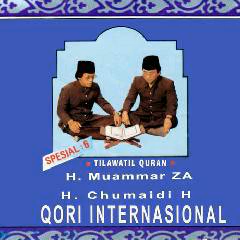 SPESIAL : 6
• TILAWATIL QURAN •
H. Muammar ZA
H. Chumaidi H
QORI INTERNASIONAL